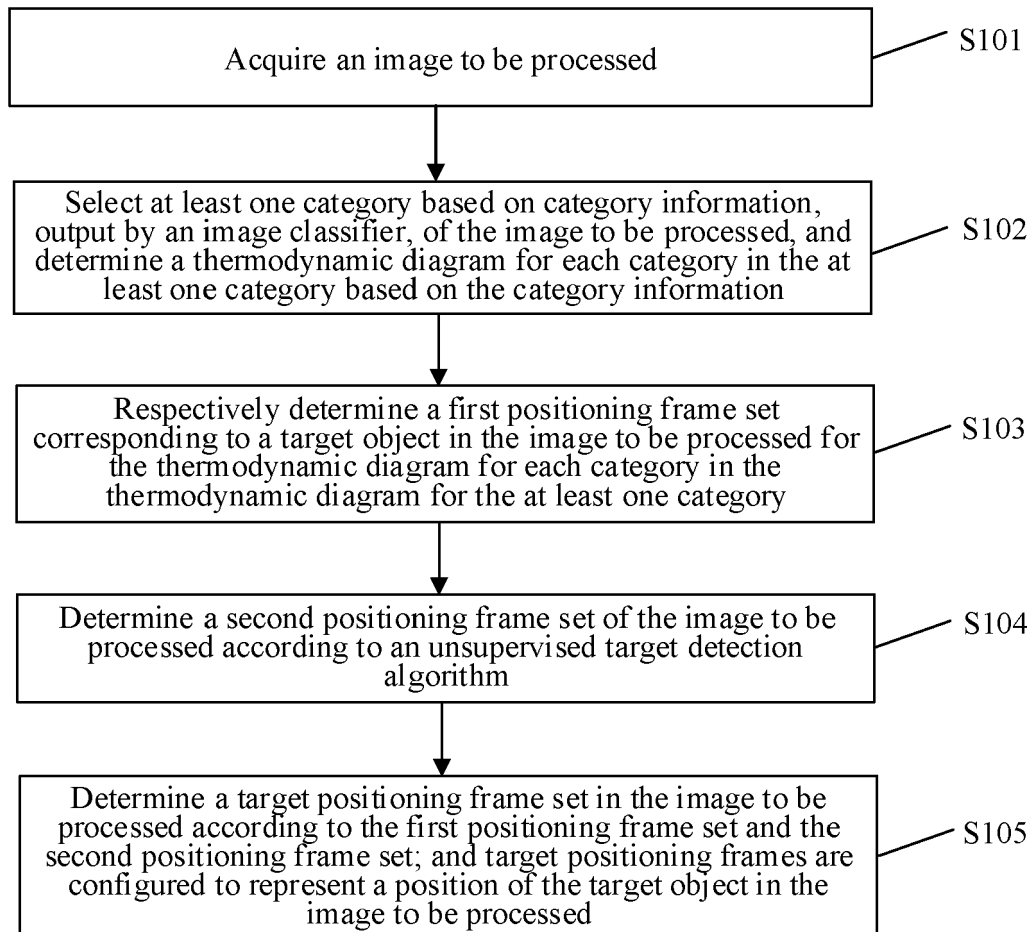 Acquire an image to be processed
S101
Select at least one category based on category information,
output by an image classifier, of the image to be processed, and
determine a thermodynamic diagram for each category in the at
least one category based on the category information
S102
Respectively determine a first positioning frame set
corresponding to a target object in the image to be processed for
the thermodynamic diagram for each category in the
thermodynamic diagram for the at least one category
S103
Determine a second positioning frame set of the image to be
processed according to an unsupervised target detection
algorithm
S104
Determine a target positioning frame set in the image to be
processed according to the first positioning frame set and the
second positioning frame set; and target positioning frames are
configured to represent a position of the target object in the
image to be processed
S105